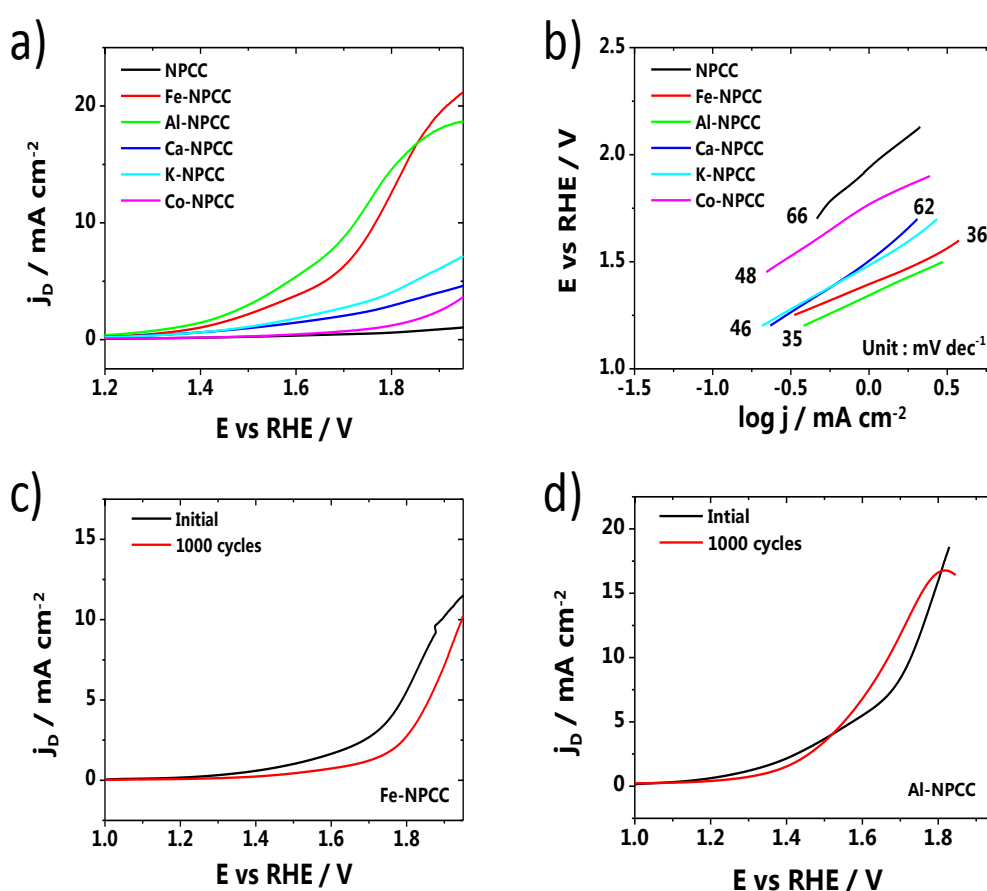 a)
NPCC
Fe-NPCC
Al-NPCC
Ca-NPCC
K-NPCC
Co-NPCC
20
10
0
j_D / mA cm⁻²
1.2 1.4 1.6 1.8
E vs RHE / V
b)
NPCC
Fe-NPCC
Al-NPCC
Ca-NPCC
K-NPCC
Co-NPCC
2.5
2.0
1.5
1.0
E vs RHE / V
66
62
36
48
46
35
Unit : mV dec⁻¹
-1.5 -1.0 -0.5 0.0 0.5
log j / mA cm⁻²
c)
Initial
1000 cycles
15
10
5
0
j_D / mA cm⁻²
Fe-NPCC
1.0 1.2 1.4 1.6 1.8
E vs RHE / V
d)
Intial
1000 cycles
20
15
10
5
0
j_D / mA cm⁻²
Al-NPCC
1.0 1.2 1.4 1.6 1.8
E vs RHE / V